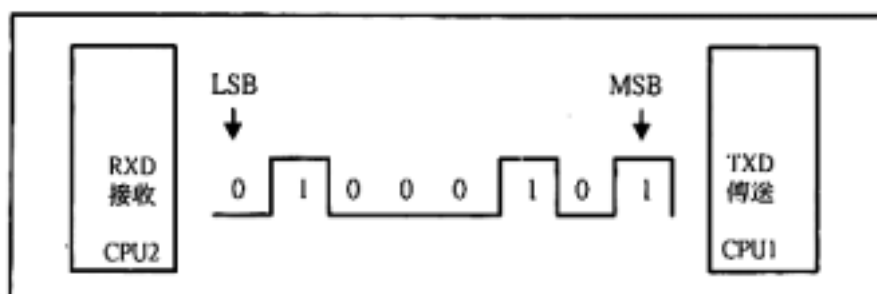 LSB
MSB
RXD
接收
0 1 0 0 0 1 0 1
TXD
傳送
CPU2
CPU1